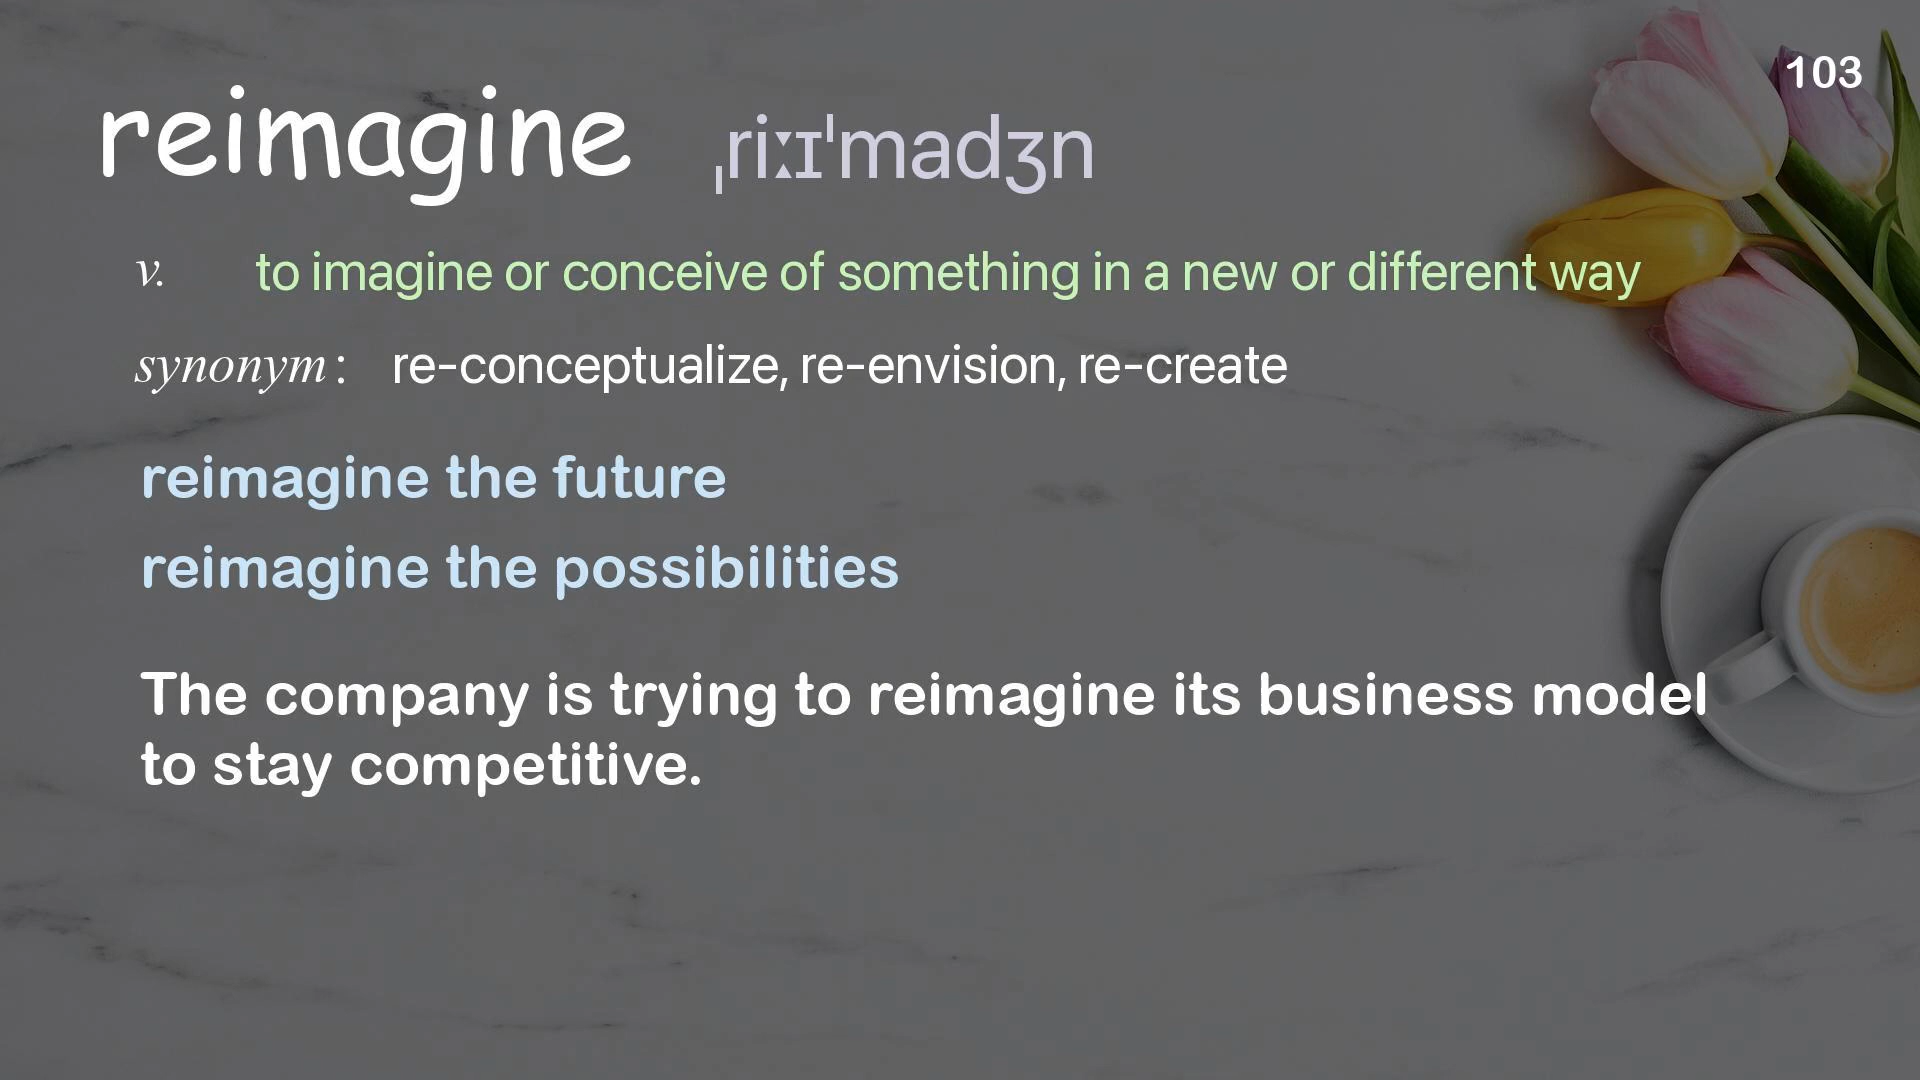 103
reimagine ˌriːɪˈmadʒn
v. to imagine or conceive of something in a new or different way
synonym : re-conceptualize, re-envision, re-create
reimagine the future
reimagine the possibilities
The company is trying to reimagine its business model
to stay competitive.